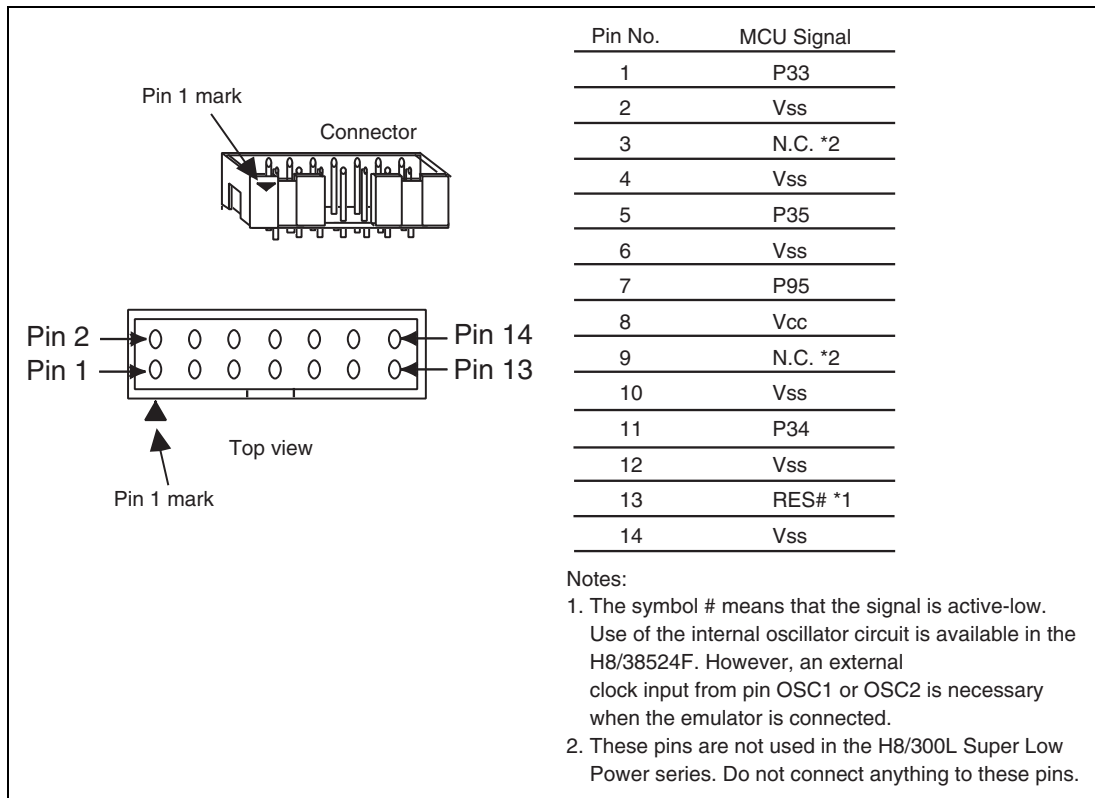 Pin 1 mark
Connector
Pin 2
Pin 14
Pin 1
Pin 13
Top view
Pin 1 mark
Pin No. MCU Signal
1 P33
2 Vss
3 N.C. *2
4 Vss
5 P35
6 Vss
7 P95
8 Vcc
9 N.C. *2
10 Vss
11 P34
12 Vss
13 RES# *1
14 Vss
Notes:
1. The symbol # means that the signal is active-low.
Use of the internal oscillator circuit is available in the
H8/38524F. However, an external
clock input from pin OSC1 or OSC2 is necessary
when the emulator is connected.
2. These pins are not used in the H8/300L Super Low
Power series. Do not connect anything to these pins.